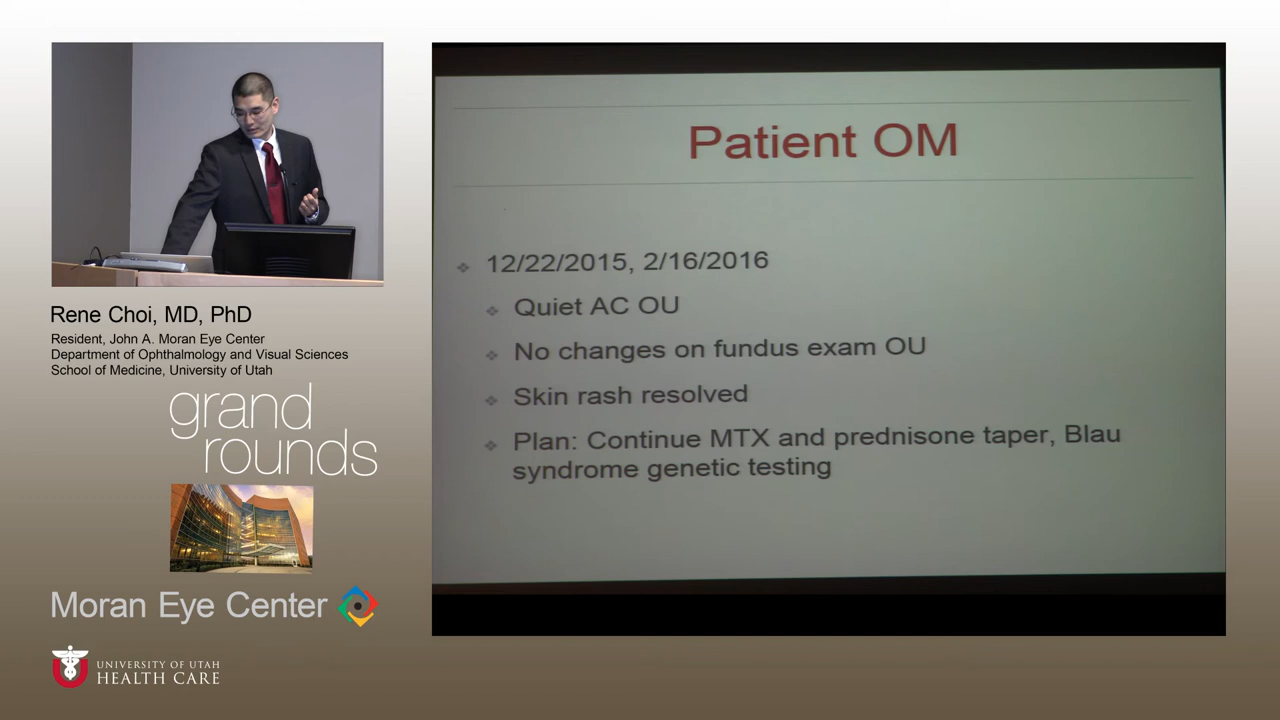 Rene Choi, MD, PhD
Resident, John A. Moran Eye Center
Department of Ophthalmology and Visual Sciences
School of Medicine, University of Utah
grand
rounds
Moran Eye Center
UNIVERSITY OF UTAH
HEALTH CARE
Patient OM
12/22/2015, 2/16/2016
Quiet AC OU
No changes on fundus exam OU
Skin rash resolved
Plan: Continue MTX and prednisone taper, Blau
syndrome genetic testing